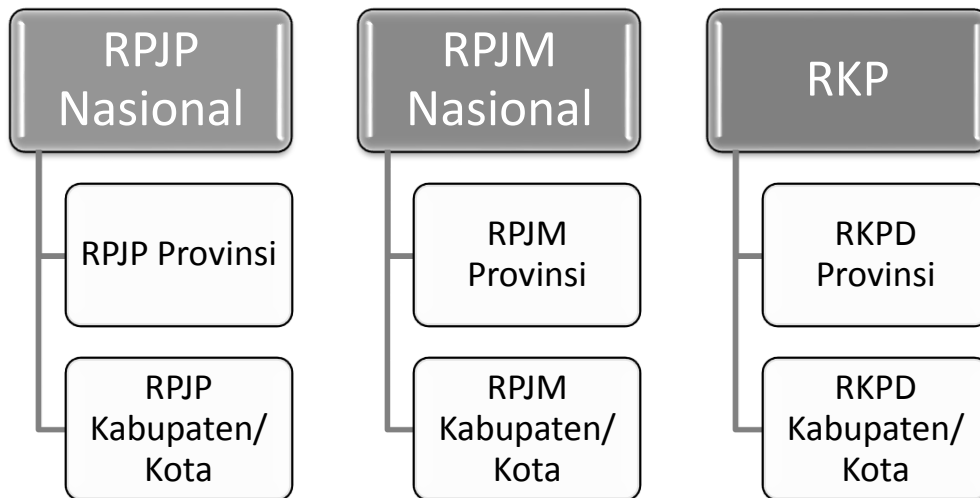 RPJP
Nasional
RPJP Provinsi
RPJP
Kabupaten/
Kota
RPJM
Nasional
RPJM
Provinsi
RPJM
Kabupaten/
Kota
RKP
RKPD
Provinsi
RKPD
Kabupaten/
Kota